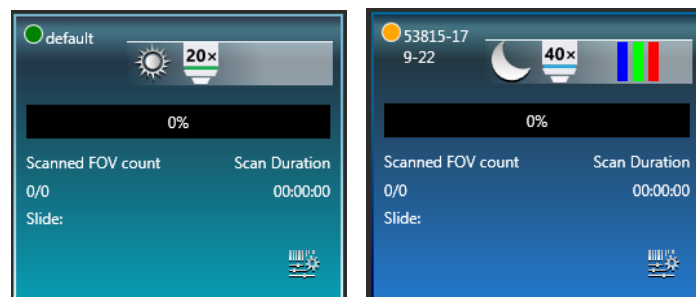 default
20×
0%
Scanned FOV count
Scan Duration
0/0
00:00:00
Slide:
53815-17
9-22
40×
0%
Scanned FOV count
Scan Duration
0/0
00:00:00
Slide: